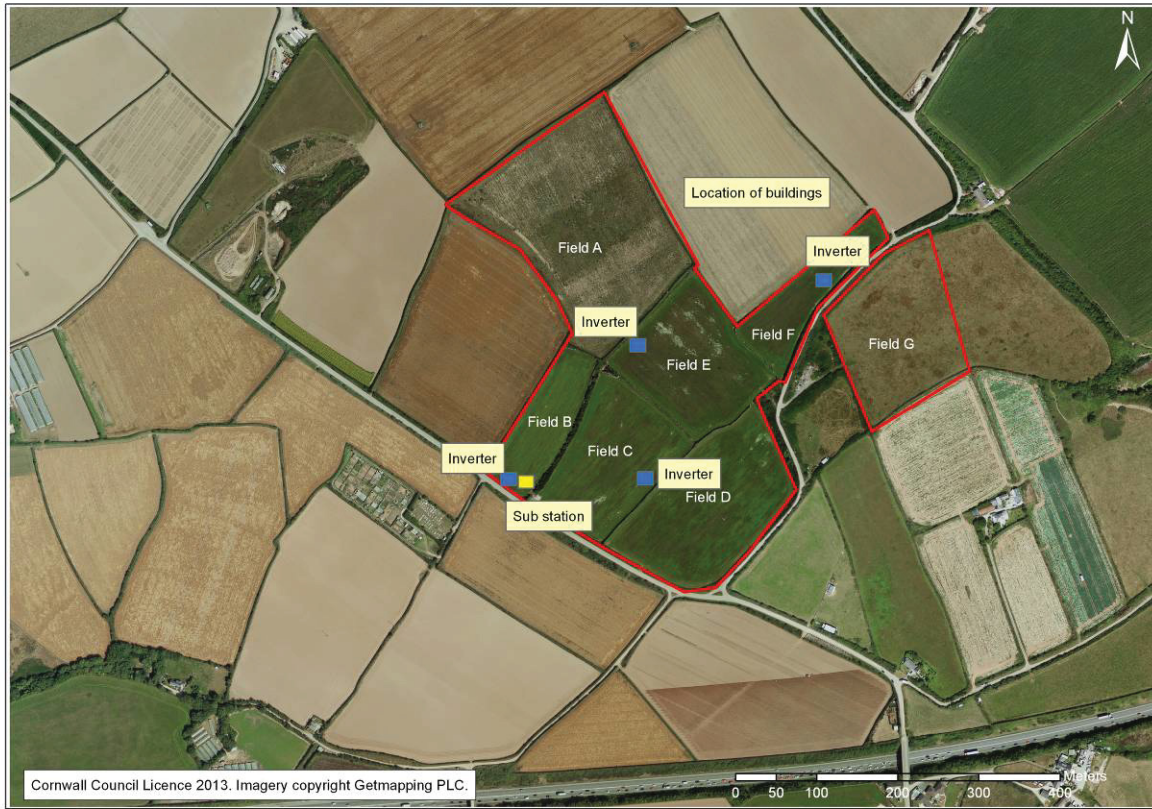 N
Location of buildings
Field A
Inverter
Inverter
Field F
Field G
Field E
Field B
Field C
Inverter
Inverter
Field D
Sub station
Cornwall Council Licence 2013. Imagery copyright Getmapping PLC.
Meters
0 50 100 200 300 400